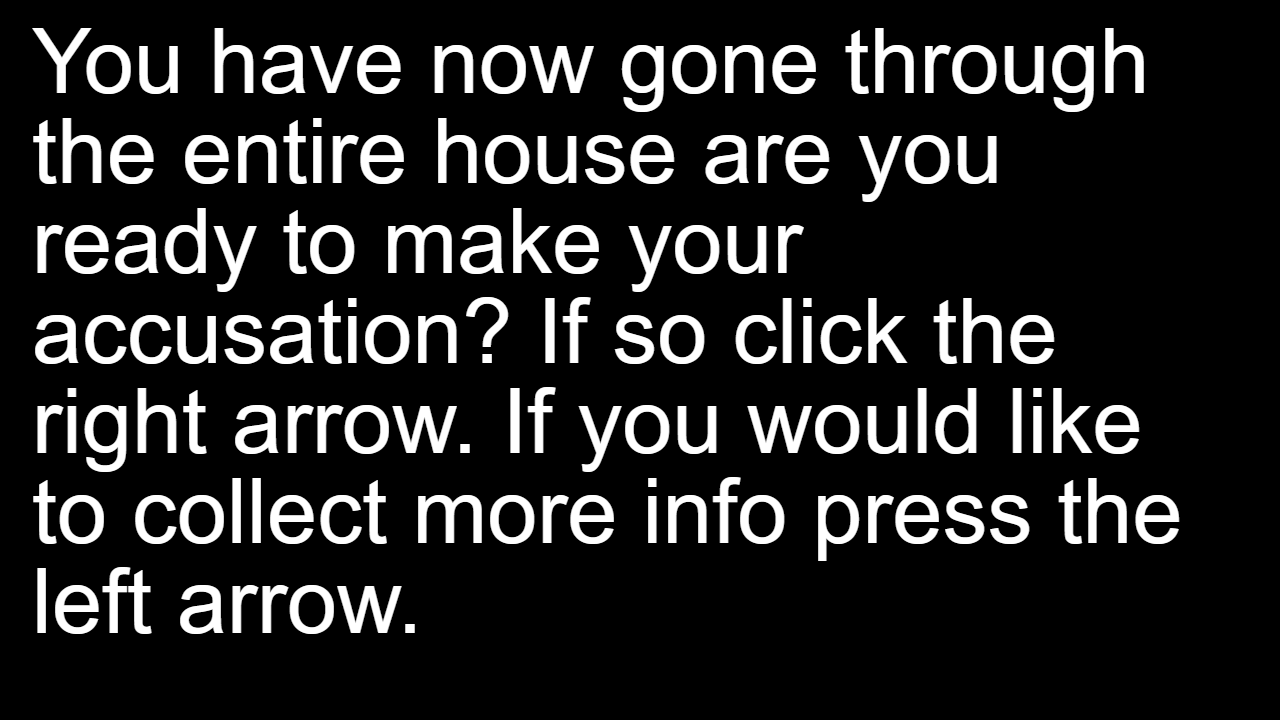 You have now gone through
the entire house are you
ready to make your
accusation? If so click the
right arrow. If you would like
to collect more info press the
left arrow.